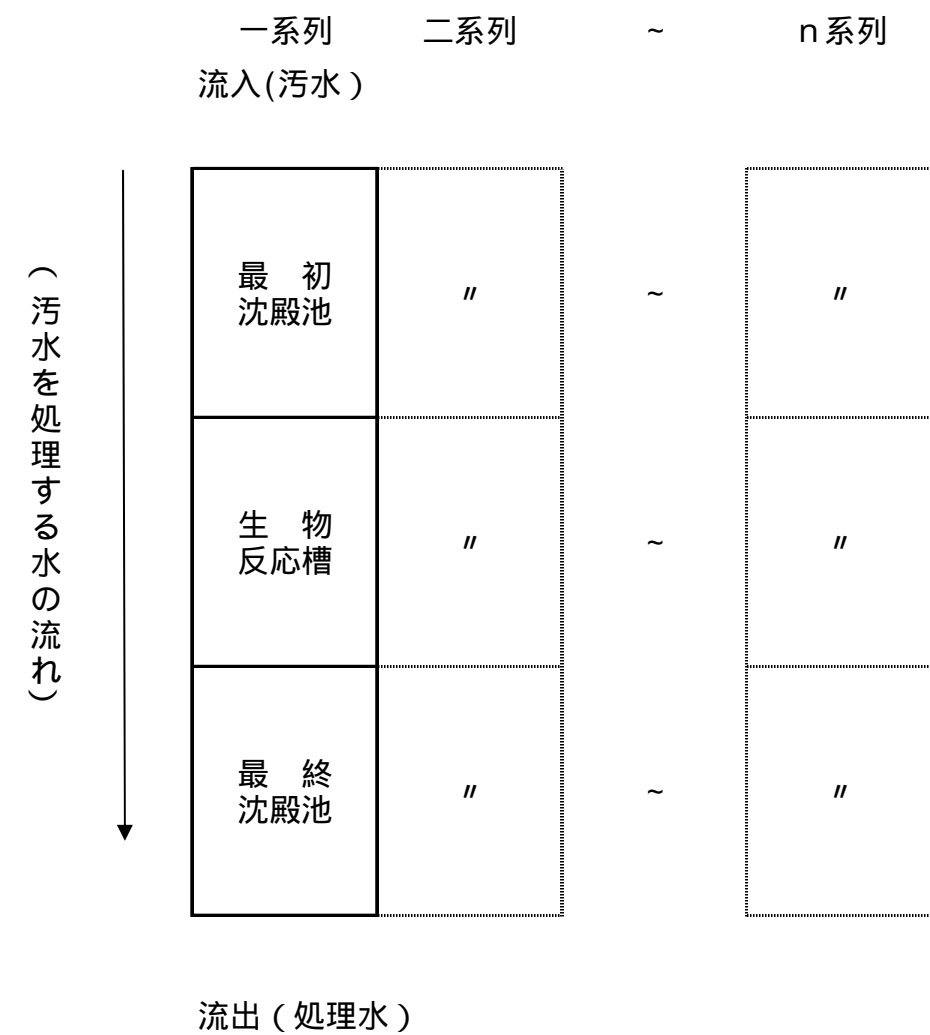 一系列 二系列 ~ n系列
流入(汚水)
(汚水を処理する水の流れ)
最 初
沈殿池
〃 ~ 〃
生 物
反応槽
〃 ~ 〃
最 終
沈殿池
〃 ~ 〃
流出(処理水)